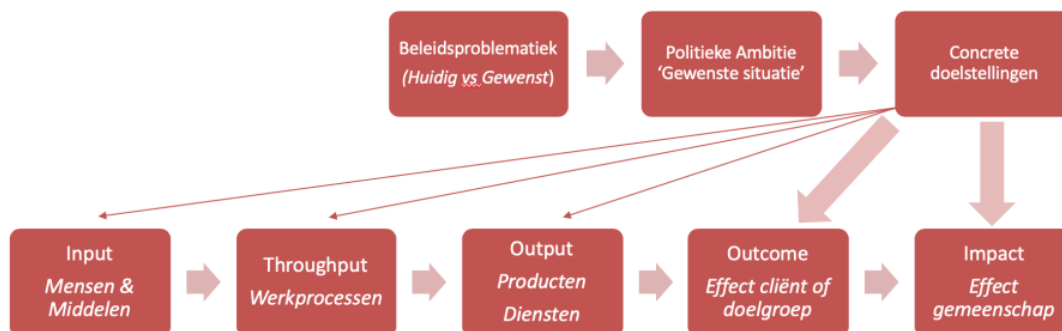 Beleidsproblematiek
(Huidig vs Gewenst)
Politieke Ambitie
‘Gewenste situatie’
Concrete
doelstellingen
Input
Mensen &
Middelen
Throughput
Werkprocessen
Output
Producten
Diensten
Outcome
Effect cliënt of
doelgroep
Impact
Effect
gemeenschap